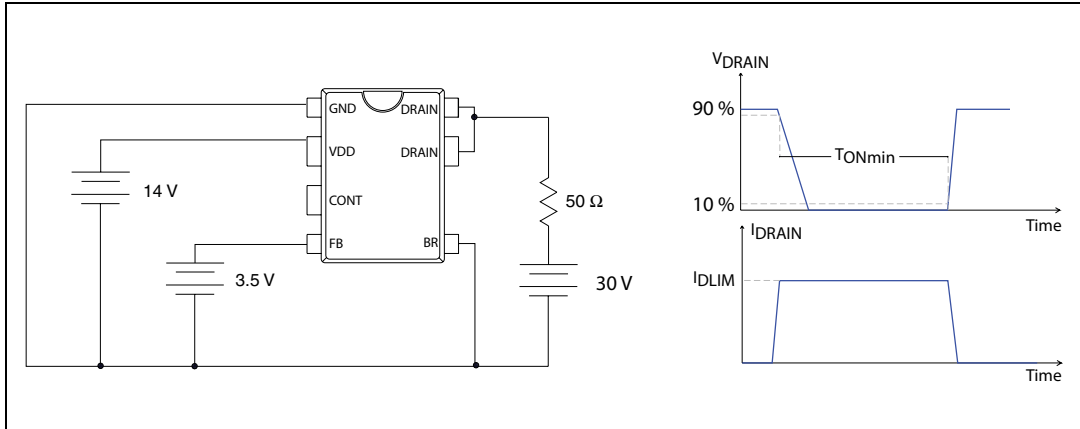 GND
DRAIN
VDD
DRAIN
CONT
FB
BR
14 V
3.5 V
50 Ω
30 V
VDRAIN
90 %
TONmin
10 %
Time
IDRAIN
IDLIM
Time